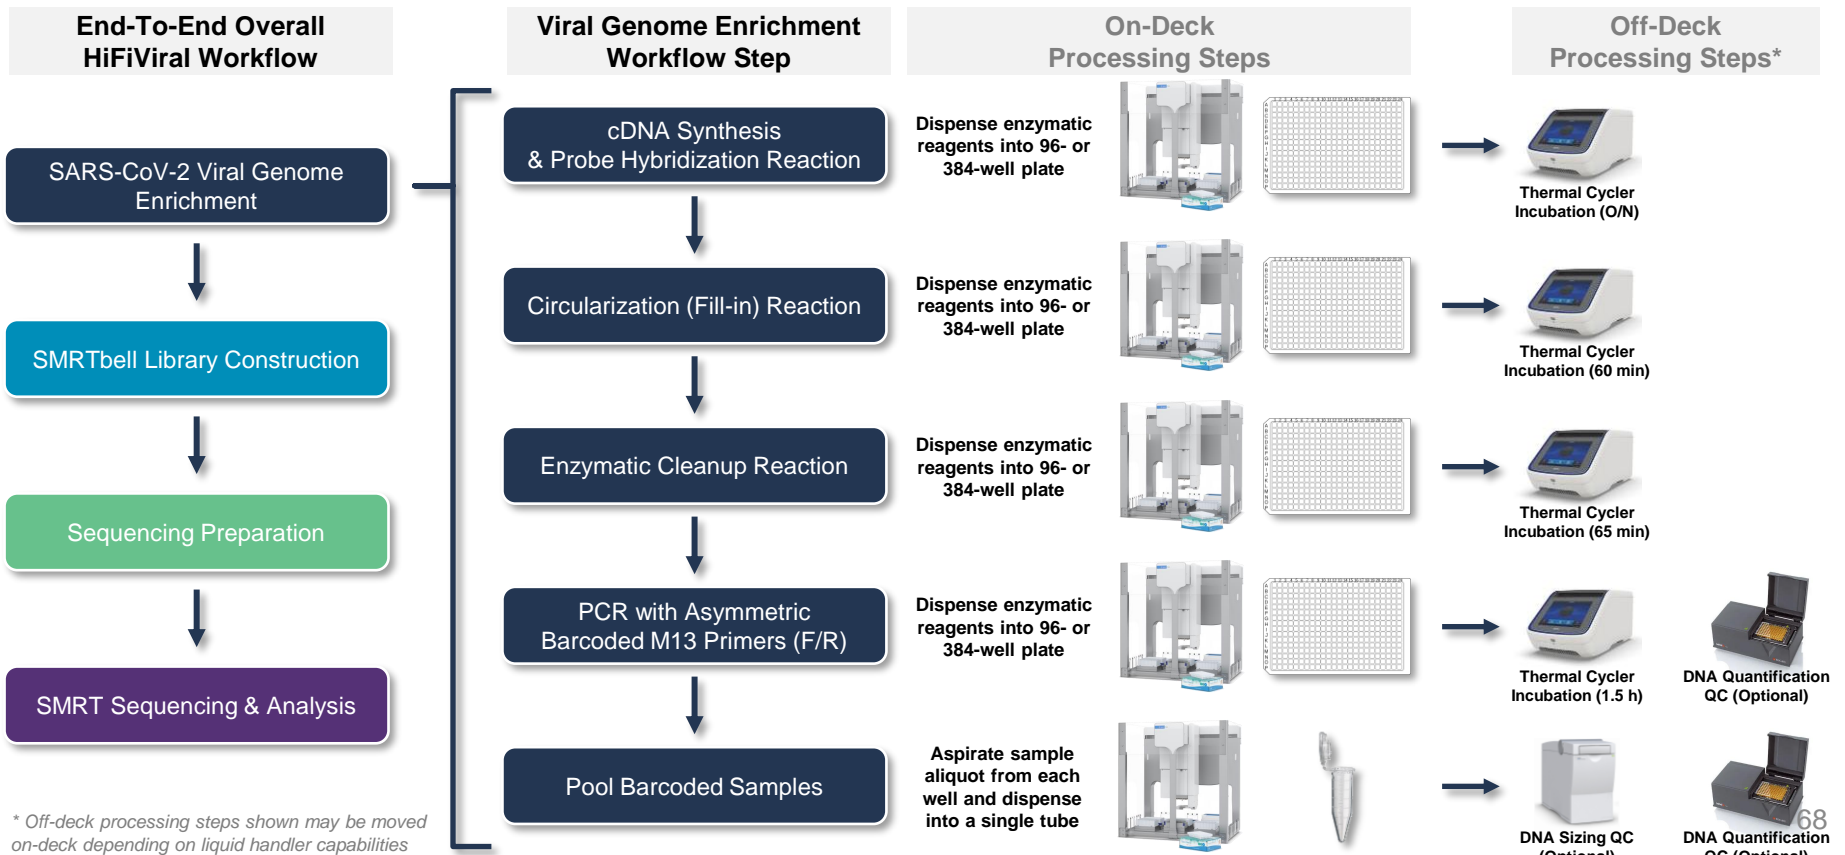 End-To-End Overall
HiFiViral Workflow
Viral Genome Enrichment
Workflow Step
On-Deck
Processing Steps
Off-Deck
Processing Steps*
SARS-CoV-2 Viral Genome
Enrichment
SMRTbell Library Construction
Sequencing Preparation
SMRT Sequencing & Analysis
* Off-deck processing steps shown may be moved
on-deck depending on liquid handler capabilities
cDNA Synthesis
& Probe Hybridization Reaction
Dispense enzymatic
reagents into 96- or
384-well plate
Thermal Cycler
Incubation (O/N)
Circularization (Fill-in) Reaction
Dispense enzymatic
reagents into 96- or
384-well plate
Thermal Cycler
Incubation (60 min)
Enzymatic Cleanup Reaction
Dispense enzymatic
reagents into 96- or
384-well plate
Thermal Cycler
Incubation (65 min)
PCR with Asymmetric
Barcoded M13 Primers (F/R)
Dispense enzymatic
reagents into 96- or
384-well plate
Thermal Cycler
Incubation (1.5 h)
DNA Quantification
QC (Optional)
Pool Barcoded Samples
Aspirate sample
aliquot from each
well and dispense
into a single tube
DNA Sizing QC
(Optional)
DNA Quantification
QC (Optional)
68